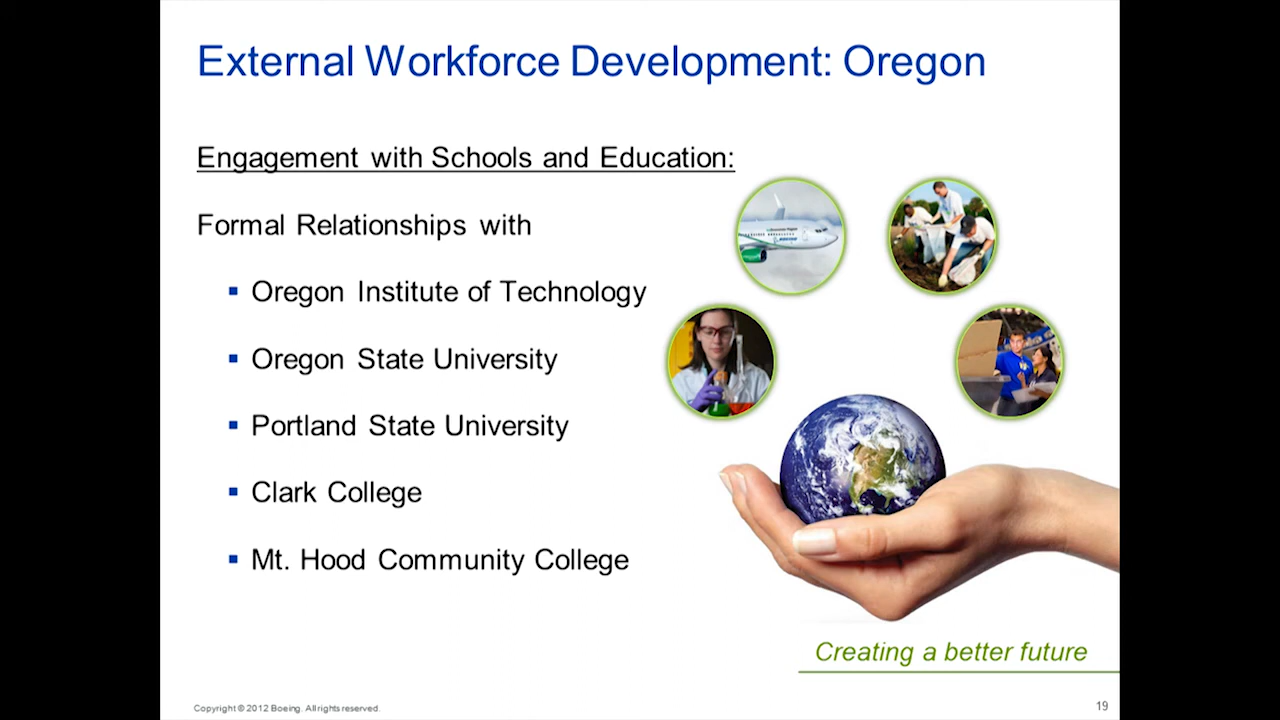 External Workforce Development: Oregon
Engagement with Schools and Education:
Formal Relationships with
▪ Oregon Institute of Technology
▪ Oregon State University
▪ Portland State University
▪ Clark College
▪ Mt. Hood Community College
BOEING
Creating a better future
Copyright © 2012 Boeing. All rights reserved.
19